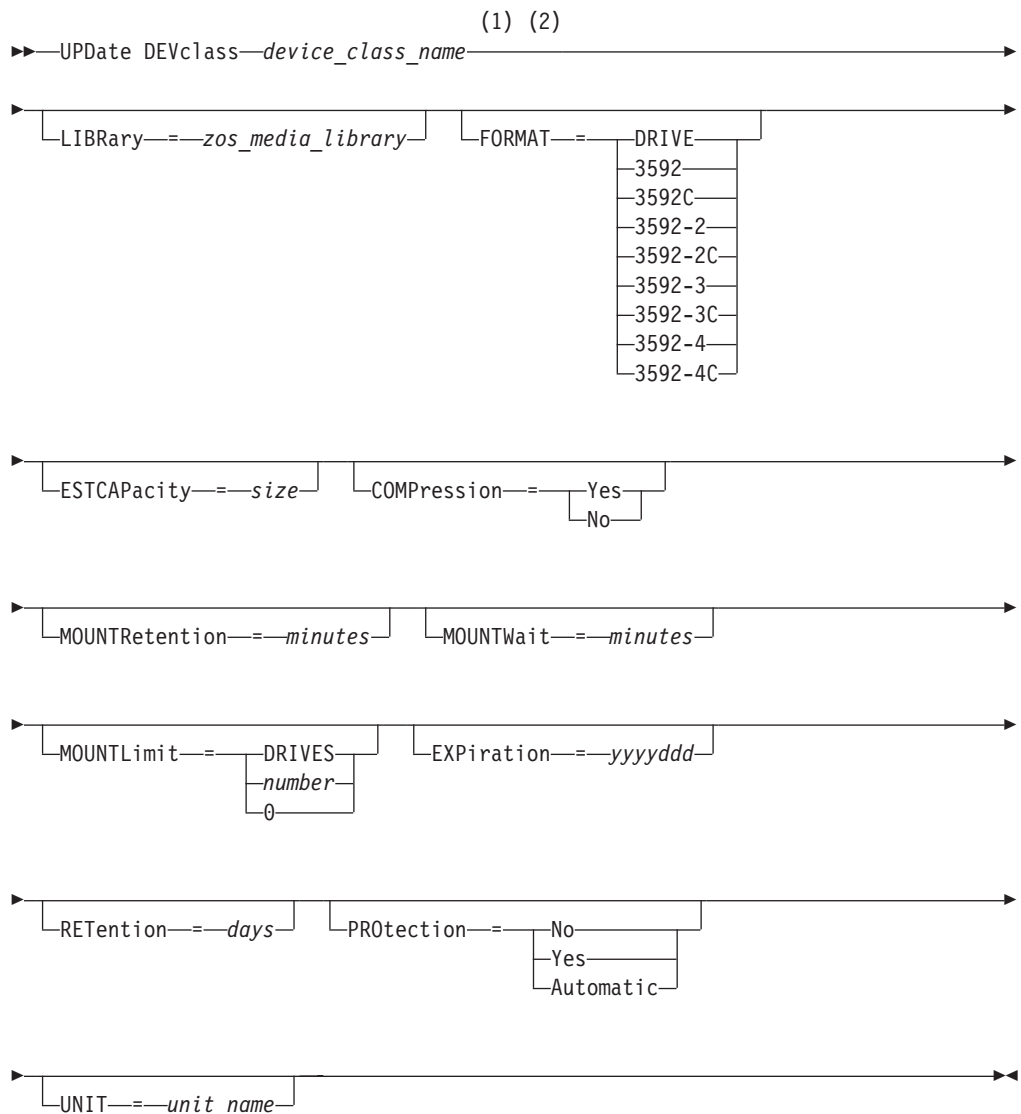 (1) (2)
UPDate DEVclass device_class_name
LIBRary = zos_media_library FORMAT = DRIVE
3592
3592C
3592-2
3592-2C
3592-3
3592-3C
3592-4
3592-4C
ESTCAPacity = size COMPression = Yes
No
MOUNTRetention = minutes MOUNTWait = minutes
MOUNTLimit = DRIVES EXPiration = yyyyddd
number
0
RETention = days PROtection = No
Yes
Automatic
UNIT = unit name